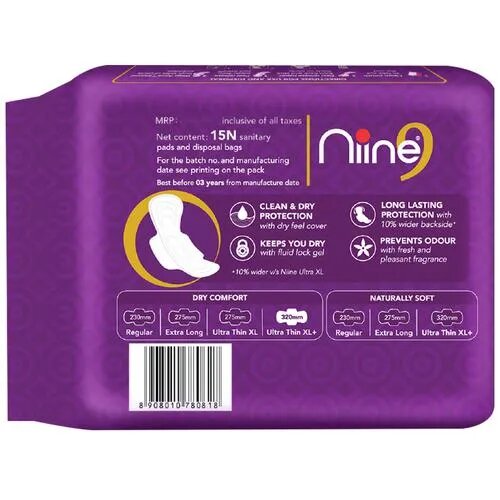 DIRECTIONS FOR USE AND DISPOSAL
MRP: inclusive of all taxes
Net content: 15N sanitary
pads and disposal bags
For the batch no. and manufacturing
date see printing on the pack
Best before 03 years from manufacture date
niine
CLEAN & DRY
PROTECTION
with dry feel cover
LONG LASTING
PROTECTION with
10% wider backside*
KEEPS YOU DRY
with fluid lock gel
PREVENTS ODOUR
with fresh and
pleasant fragrance
*10% wider v/s Niine Ultra XL
DRY COMFORT
230mm 275mm 275mm 320mm
Regular Extra Long Ultra Thin XL Ultra Thin XL+
NATURALLY SOFT
230mm 275mm 320mm
Regular Extra Long Ultra Thin XL+
8 908010 780818